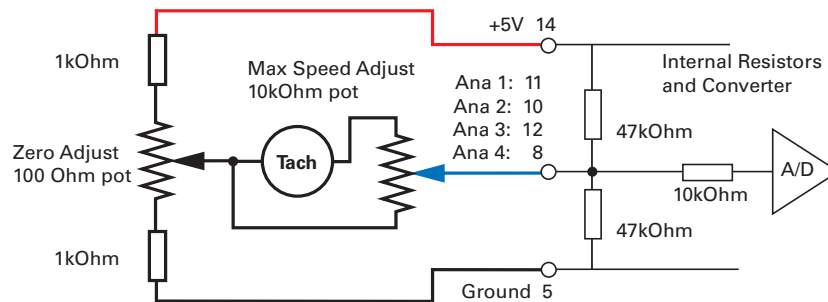 +5V 14
1kOhm
Max Speed Adjust
10kOhm pot
Internal Resistors
and Converter
Ana 1: 11
Ana 2: 10
Ana 3: 12
Ana 4: 8
47kOhm
Zero Adjust
100 Ohm pot
Tach
A/D
10kOhm
47kOhm
1kOhm
Ground 5